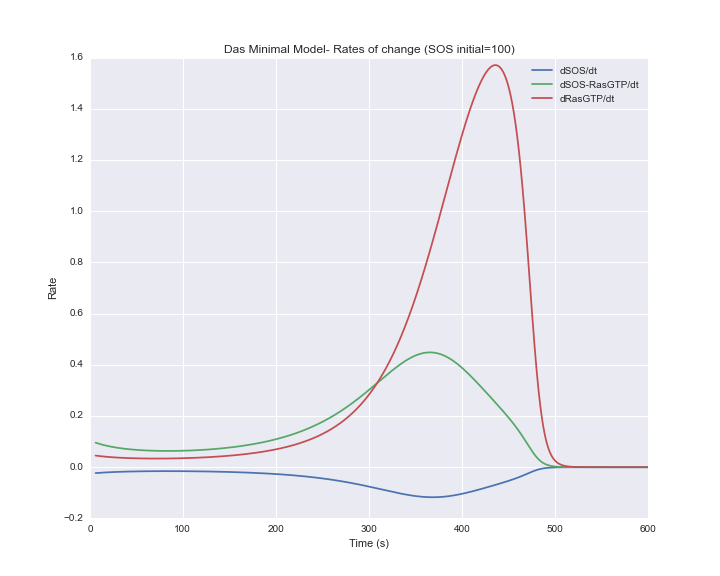 Das Minimal Model- Rates of change (SOS initial=100)
dSOS/dt
dSOS-RasGTP/dt
dRasGTP/dt
1.6
1.4
1.2
1.0
0.8
0.6
0.4
0.2
0.0
−0.2
Rate
0 100 200 300 400 500 600
Time (s)